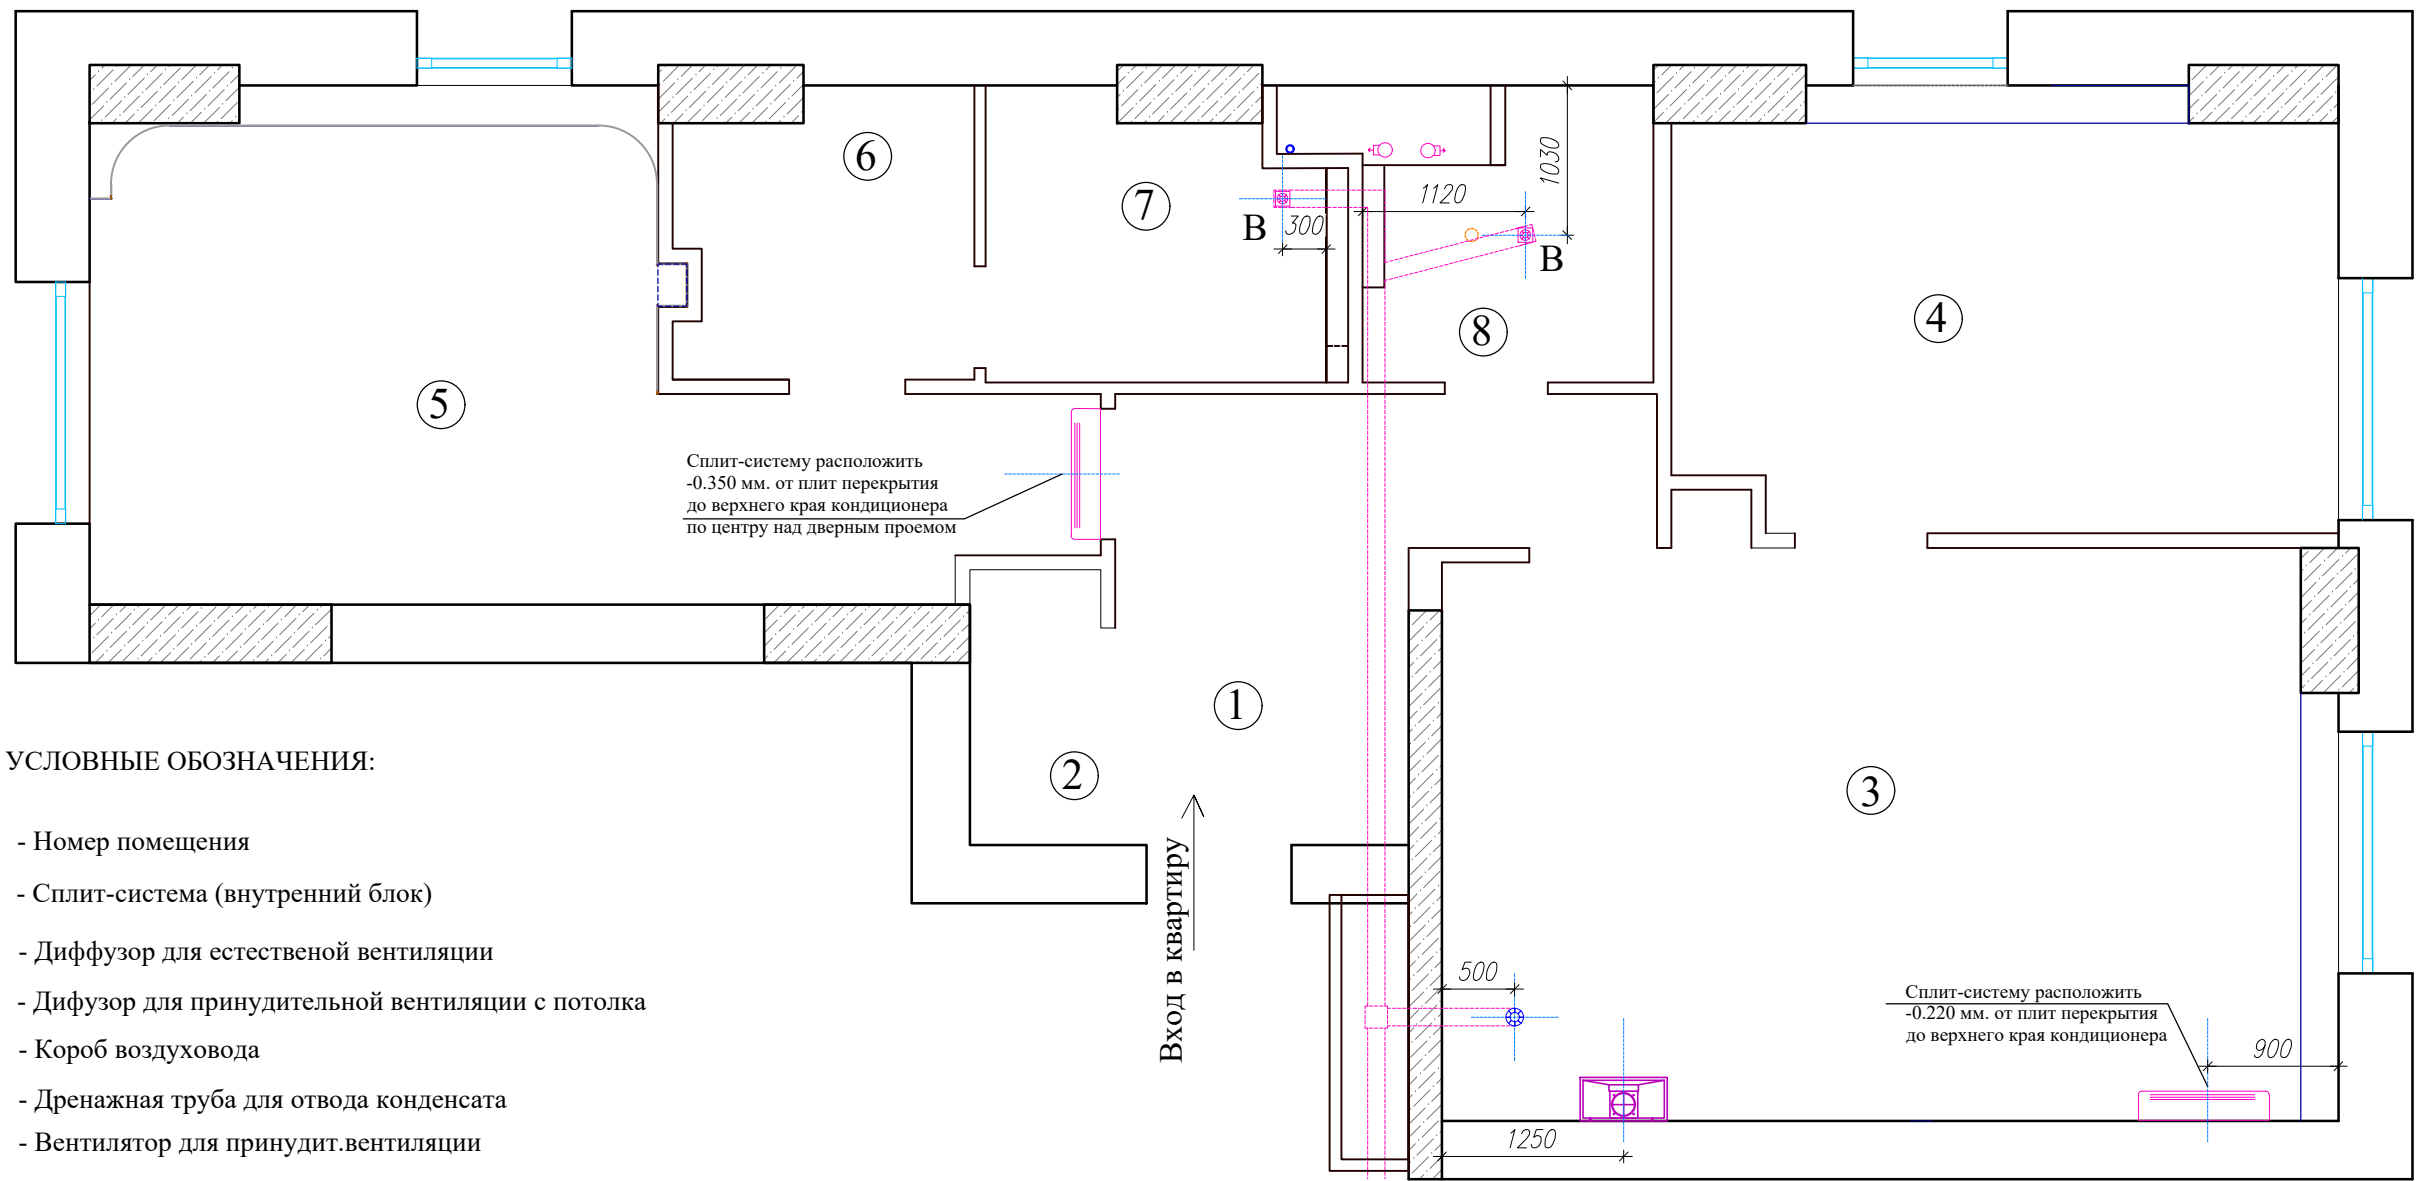 6
7
1030
1120
300
В
В
8
4
5
Сплит-систему расположить
-0.350 мм. от плит перекрытия
до верхнего края кондиционера
по центру над дверным проемом
1
2
3
Вход в квартиру
500
Сплит-систему расположить
-0.220 мм. от плит перекрытия
до верхнего края кондиционера
900
1250
УСЛОВНЫЕ ОБОЗНАЧЕНИЯ:
- Номер помещения
- Сплит-система (внутренний блок)
- Диффузор для естественой вентиляции
- Дифузор для принудительной вентиляции с потолка
- Короб воздуховода
- Дренажная труба для отвода конденсата
- Вентилятор для принудит.вентиляции